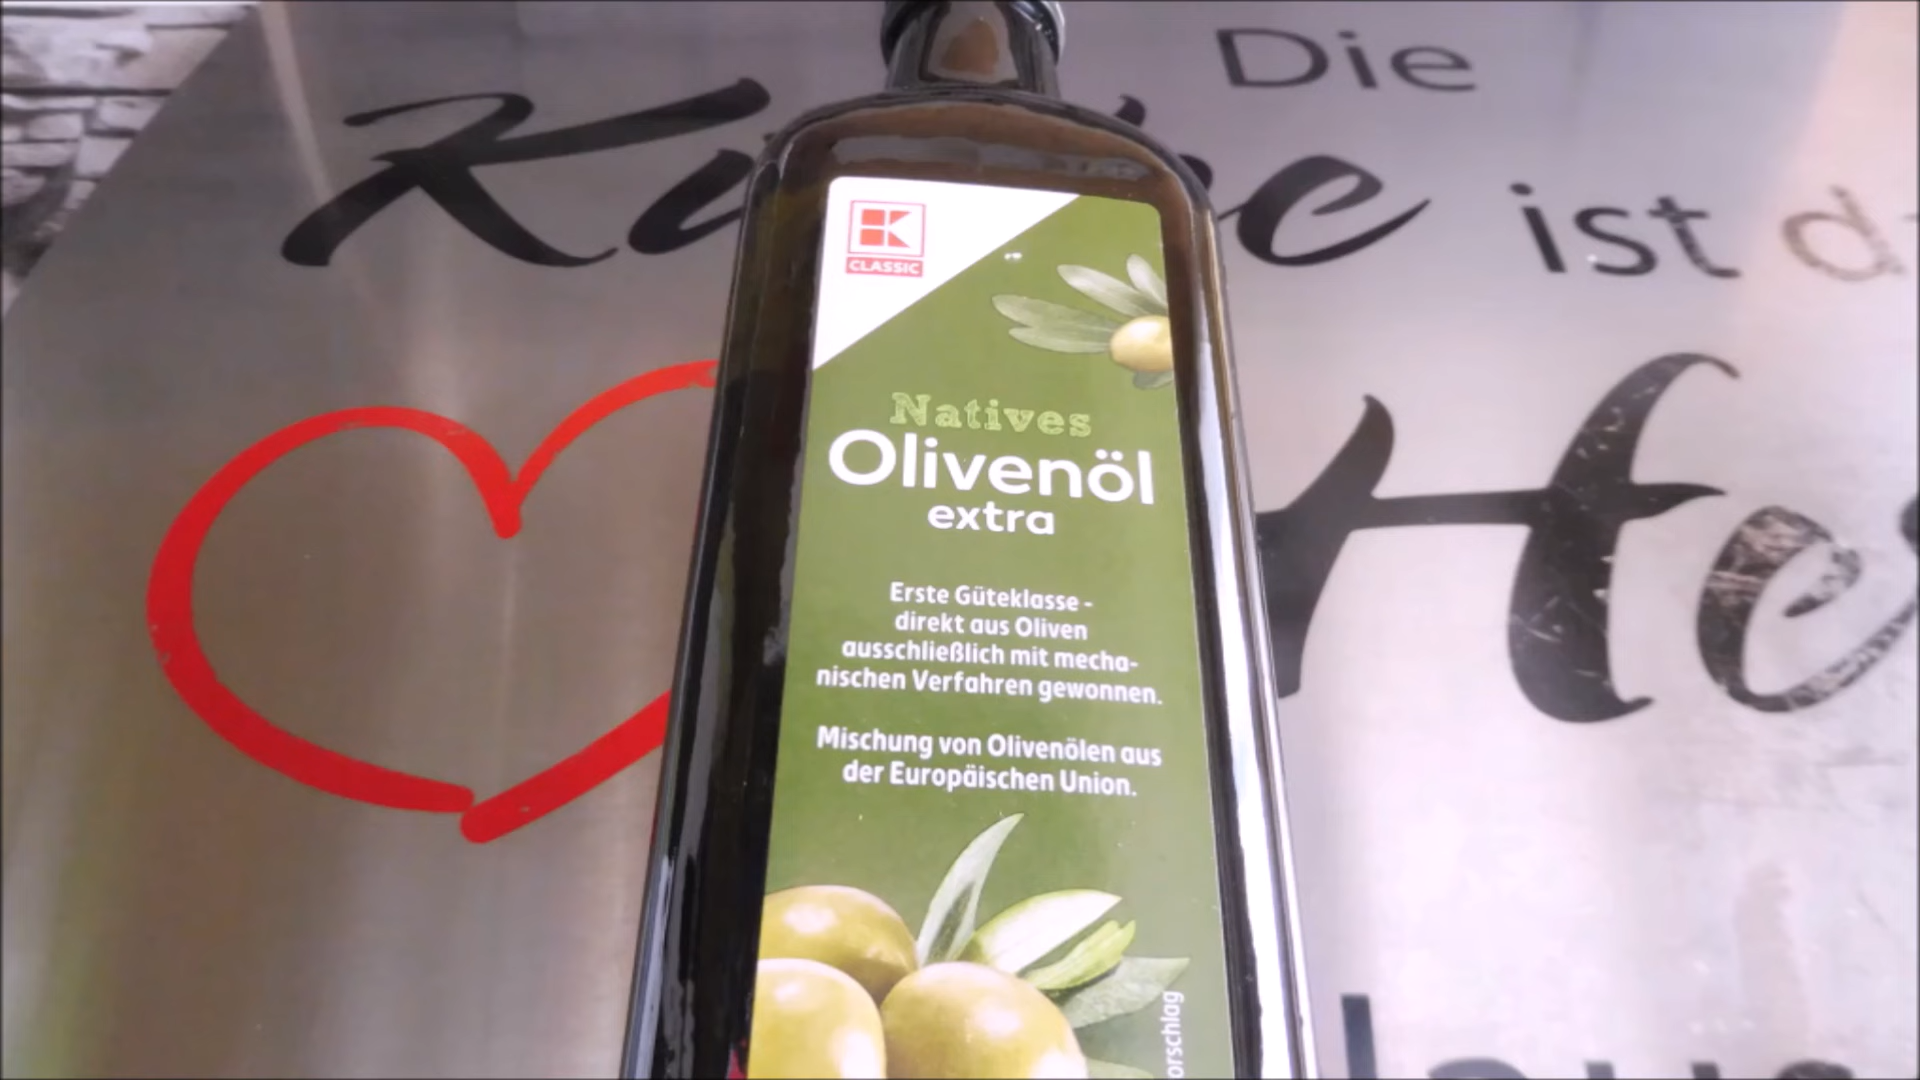 Die
ist
K
CLASSIC
Natives
Olivenöl
extra
Erste Güteklasse -
direkt aus Oliven
ausschließlich mit mecha-
nischen Verfahren gewonnen.
Mischung von Olivenölen aus
der Europäischen Union.